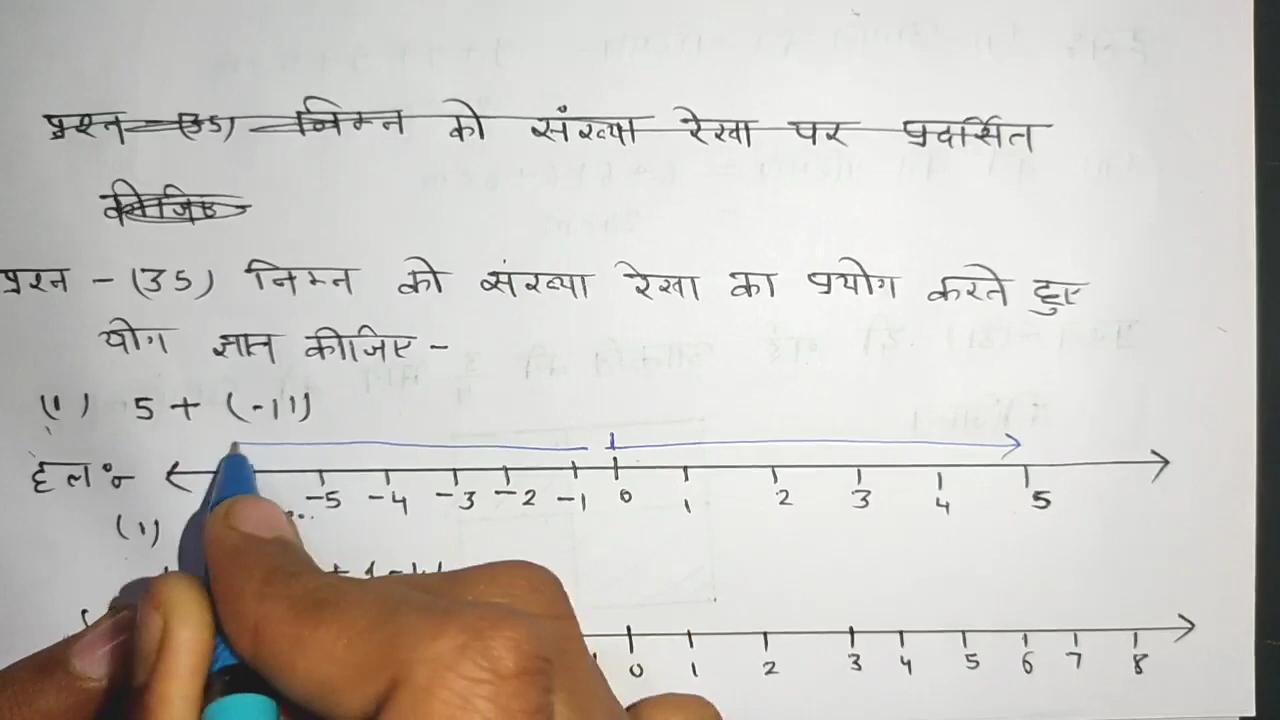 प्रश्न - (35) निम्न को संख्या रेखा पर प्रदर्सित
कीजिए
प्रश्न - (35) निम्न को संख्या रेखा का प्रयोग करते हुए
योग ज्ञात कीजिए -
(1) 5 + (-11)
हल :- -5 -4 -3 -2 -1 0 1 2 3 4 5
(1)
0 1 2 3 4 5 6 7 8